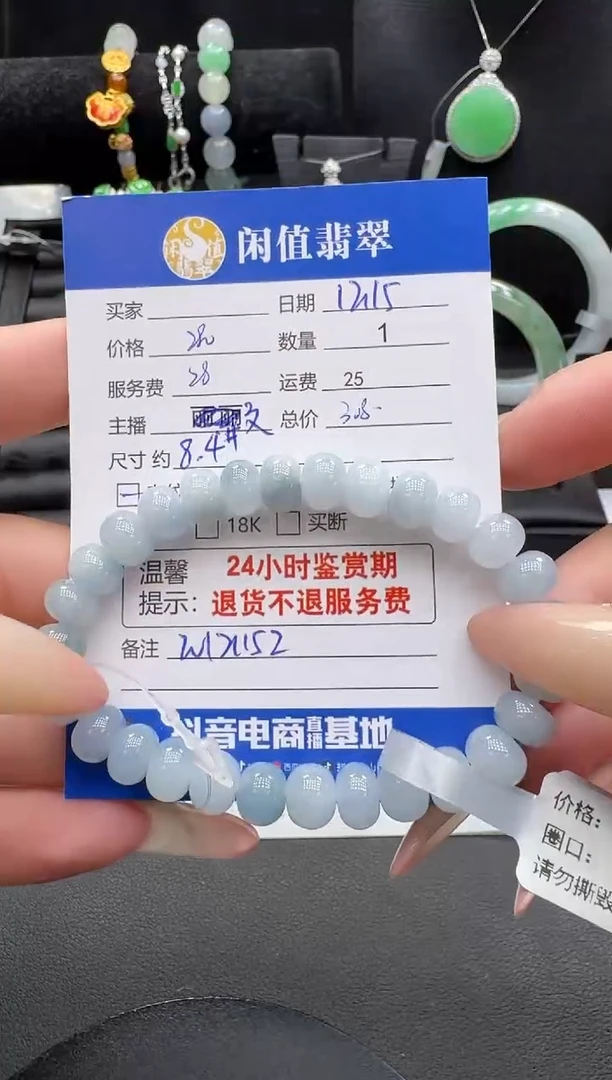 闲值翡翠
买家 日期 12.15
价格 280 数量 1
服务费 28 运费 25
主播 总价 308-
尺寸 约 8.4
18K 买断
温馨 24小时鉴赏期
提示: 退货不退服务费
备注
抖音电商直播基地
价格:
圈口:
请勿撕毁